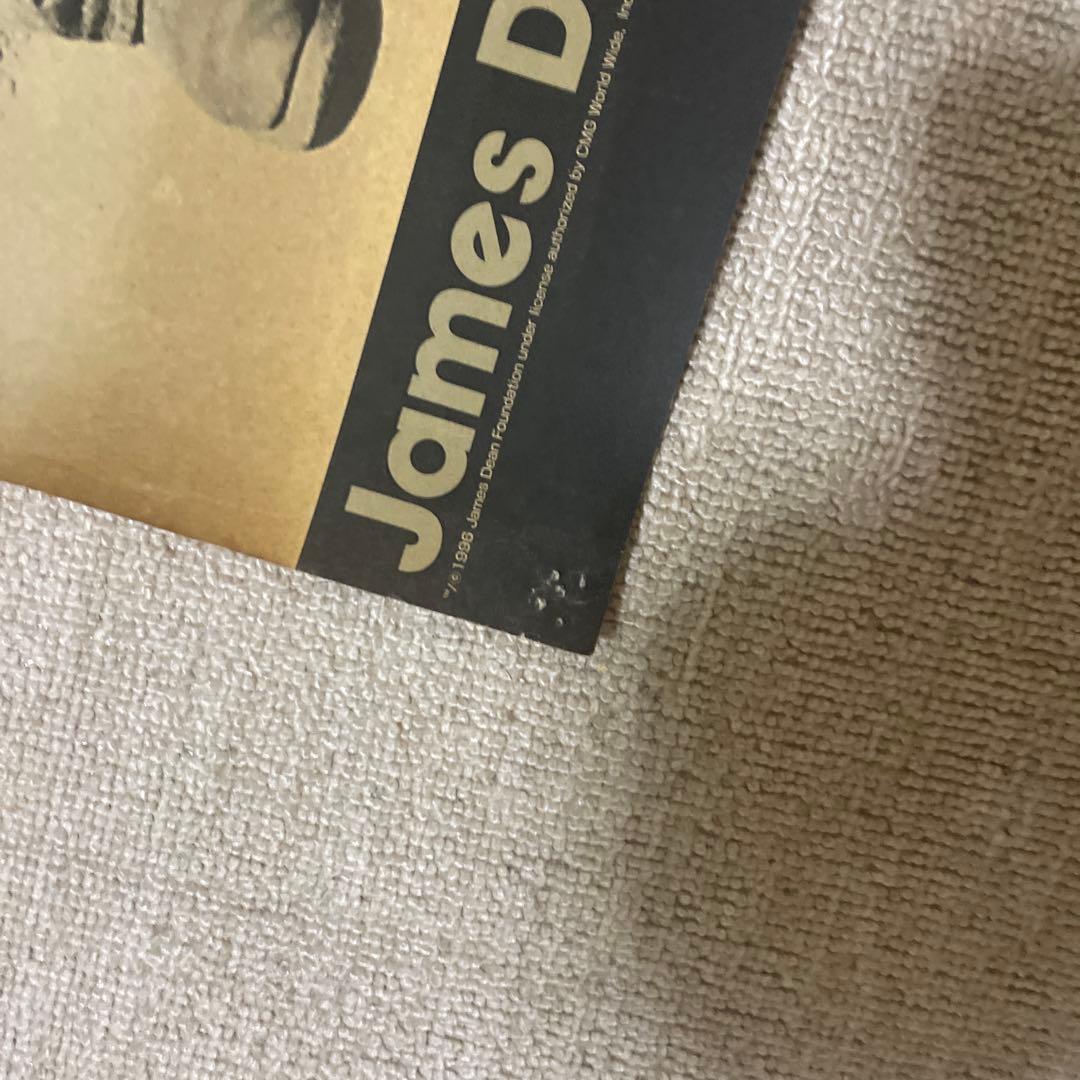 James D
™/© 1996 James Dean Foundation under license authorized by CMG World Wide, Inc